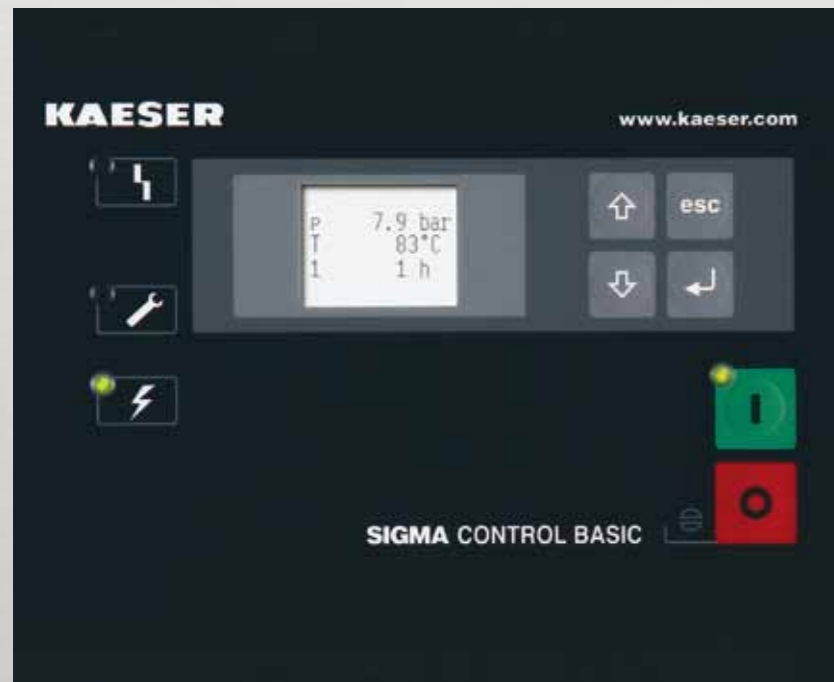 KAESER
www.kaeser.com
P 7.9 bar
T 83°C
1 1 h
esc
SIGMA CONTROL BASIC